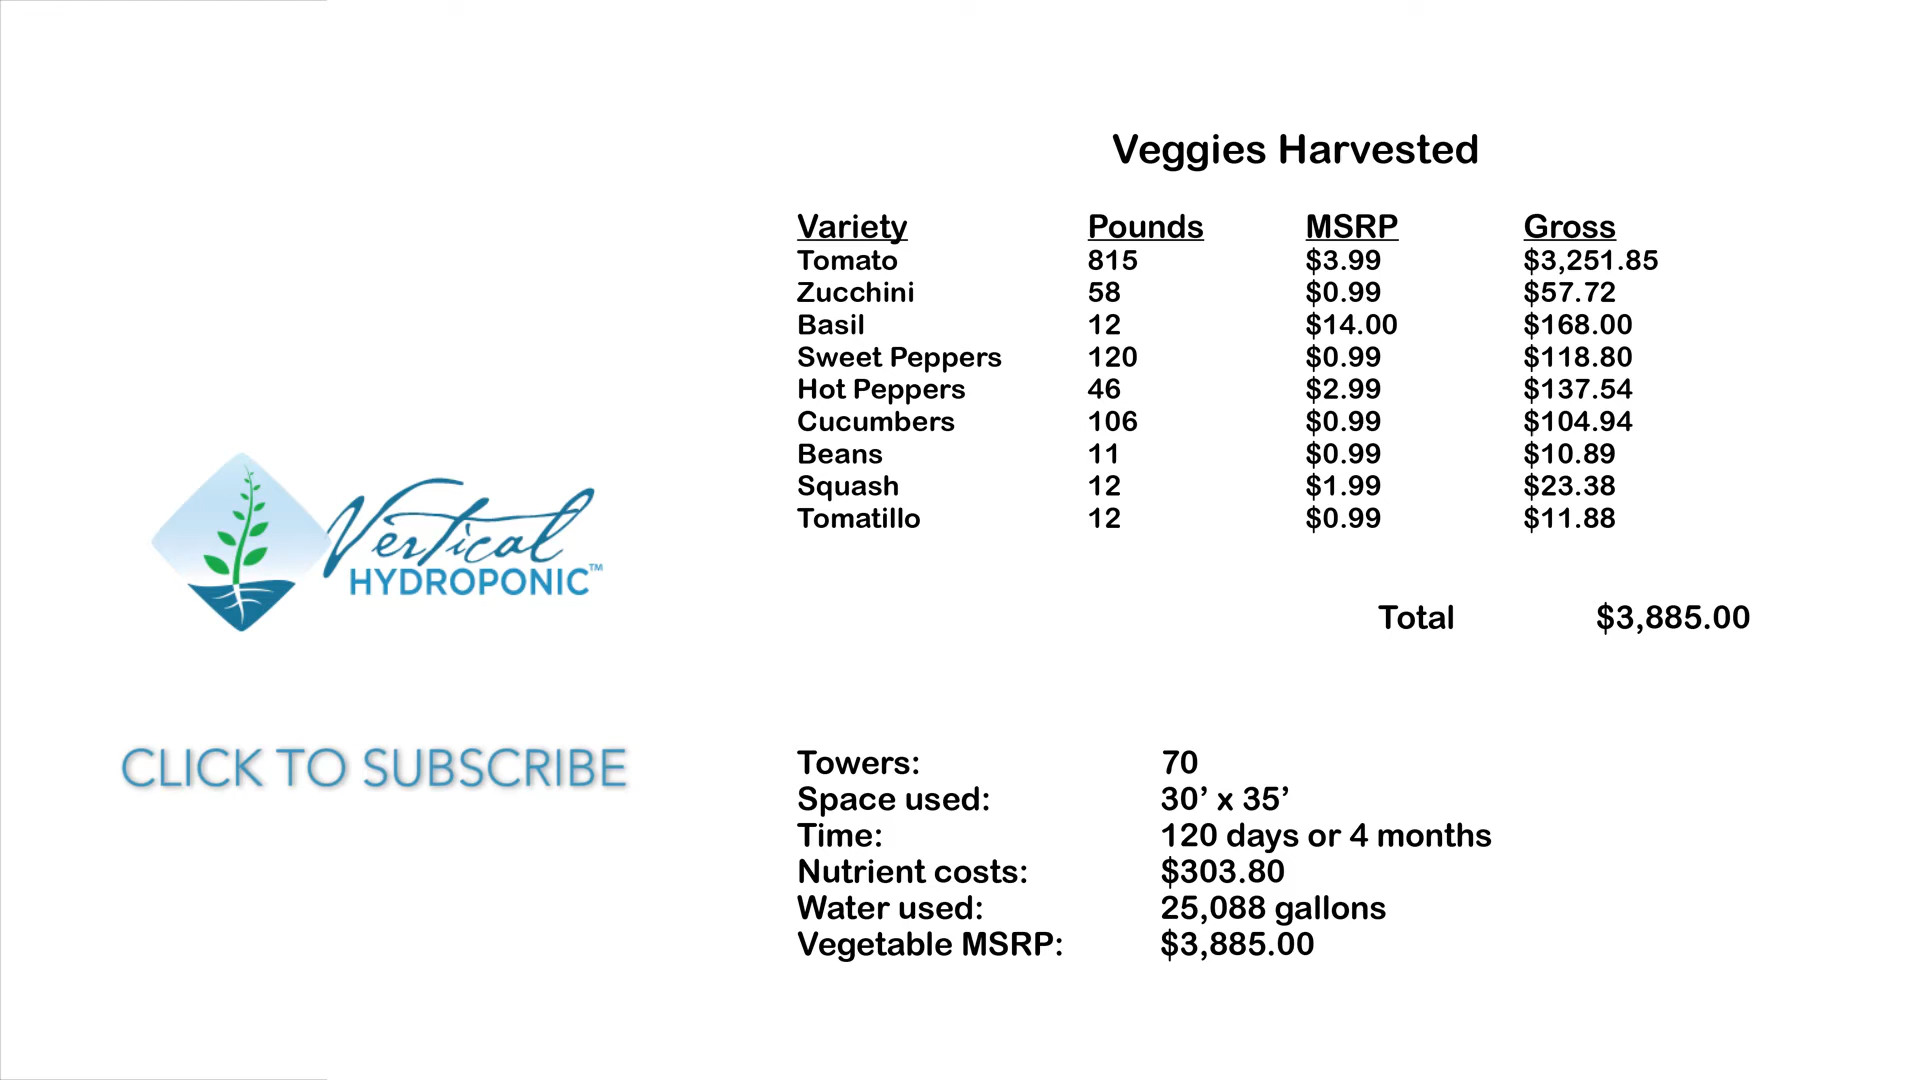 Veggies Harvested
Variety Pounds MSRP Gross
Tomato 815 $3.99 $3,251.85
Zucchini 58 $0.99 $57.72
Basil 12 $14.00 $168.00
Sweet Peppers 120 $0.99 $118.80
Hot Peppers 46 $2.99 $137.54
Cucumbers 106 $0.99 $104.94
Beans 11 $0.99 $10.89
Squash 12 $1.99 $23.38
Tomatillo 12 $0.99 $11.88
Total $3,885.00
Vertical
HYDROPONIC™
CLICK TO SUBSCRIBE
Towers: 70
Space used: 30’ x 35’
Time: 120 days or 4 months
Nutrient costs: $303.80
Water used: 25,088 gallons
Vegetable MSRP: $3,885.00